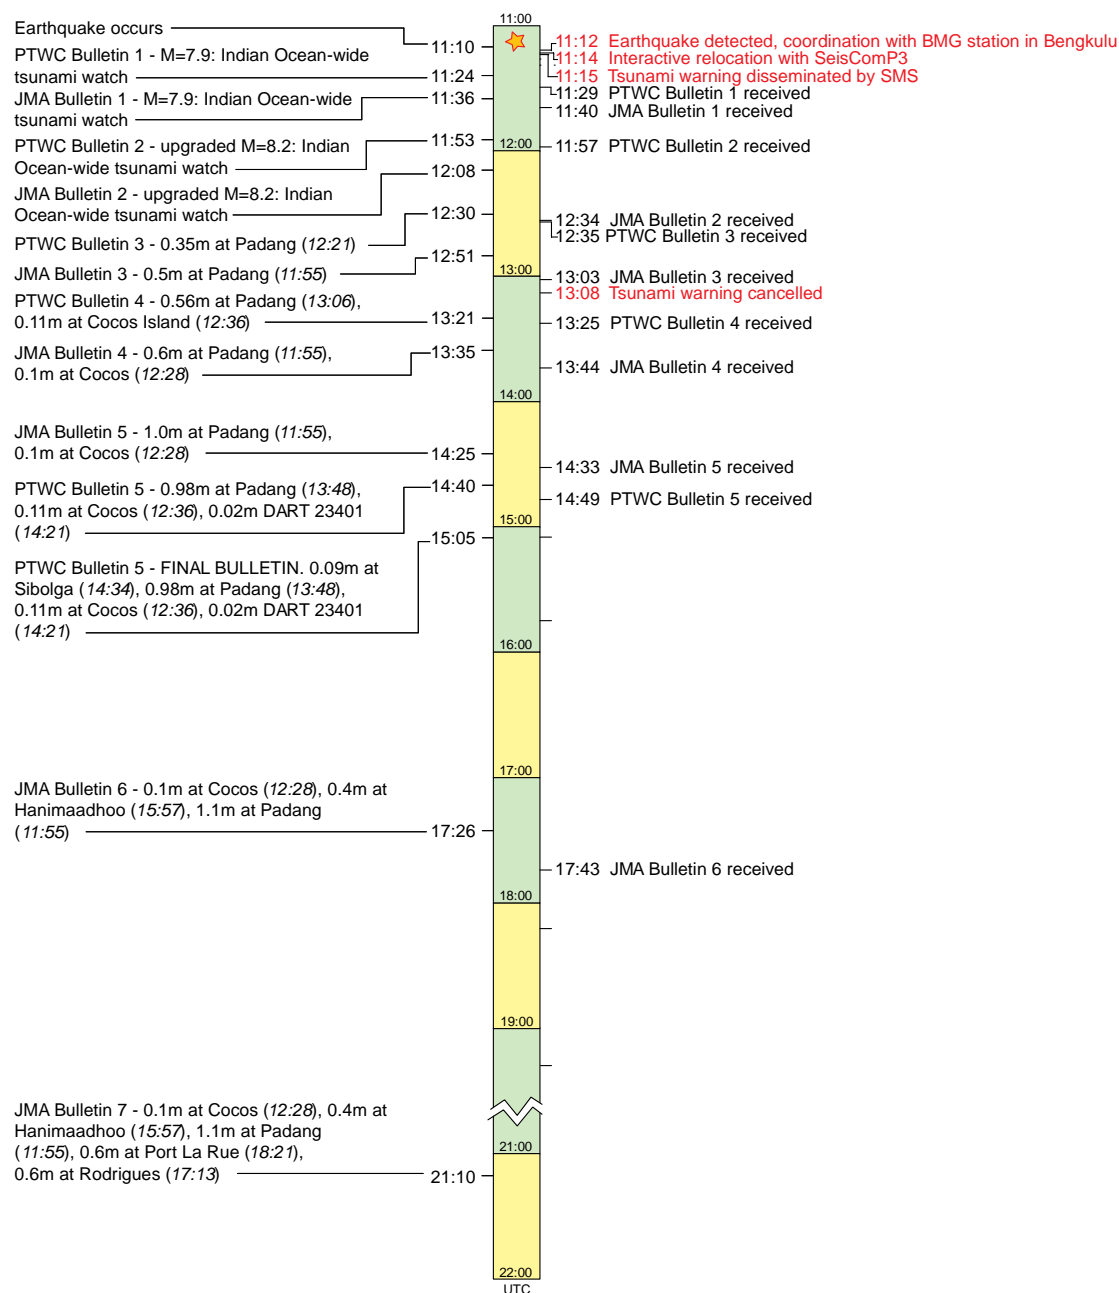 Earthquake occurs
PTWC Bulletin 1 - M=7.9: Indian Ocean-wide
tsunami watch
JMA Bulletin 1 - M=7.9: Indian Ocean-wide
tsunami watch
PTWC Bulletin 2 - upgraded M=8.2: Indian
Ocean-wide tsunami watch
JMA Bulletin 2 - upgraded M=8.2: Indian
Ocean-wide tsunami watch
PTWC Bulletin 3 - 0.35m at Padang (12:21)
JMA Bulletin 3 - 0.5m at Padang (11:55)
PTWC Bulletin 4 - 0.56m at Padang (13:06),
0.11m at Cocos Island (12:36)
JMA Bulletin 4 - 0.6m at Padang (11:55),
0.1m at Cocos (12:28)
JMA Bulletin 5 - 1.0m at Padang (11:55),
0.1m at Cocos (12:28)
PTWC Bulletin 5 - 0.98m at Padang (13:48),
0.11m at Cocos (12:36), 0.02m DART 23401
(14:21)
PTWC Bulletin 5 - FINAL BULLETIN. 0.09m at
Sibolga (14:34), 0.98m at Padang (13:48),
0.11m at Cocos (12:36), 0.02m DART 23401
(14:21)
JMA Bulletin 6 - 0.1m at Cocos (12:28), 0.4m at
Hanimaadhoo (15:57), 1.1m at Padang
(11:55)
JMA Bulletin 7 - 0.1m at Cocos (12:28), 0.4m at
Hanimaadhoo (15:57), 1.1m at Padang
(11:55), 0.6m at Port La Rue (18:21),
0.6m at Rodrigues (17:13)
11:10
11:24
11:36
11:53
12:08
12:30
12:51
13:21
13:35
14:25
14:40
15:05
17:26
21:10
11:00
12:00
13:00
14:00
15:00
16:00
17:00
18:00
19:00
21:00
22:00
UTC
11:12 Earthquake detected, coordination with BMG station in Bengkulu
11:14 Interactive relocation with SeisComP3
11:15 Tsunami warning disseminated by SMS
11:29 PTWC Bulletin 1 received
11:40 JMA Bulletin 1 received
11:57 PTWC Bulletin 2 received
12:34 JMA Bulletin 2 received
12:35 PTWC Bulletin 3 received
13:03 JMA Bulletin 3 received
13:08 Tsunami warning cancelled
13:25 PTWC Bulletin 4 received
13:44 JMA Bulletin 4 received
14:33 JMA Bulletin 5 received
14:49 PTWC Bulletin 5 received
17:43 JMA Bulletin 6 received